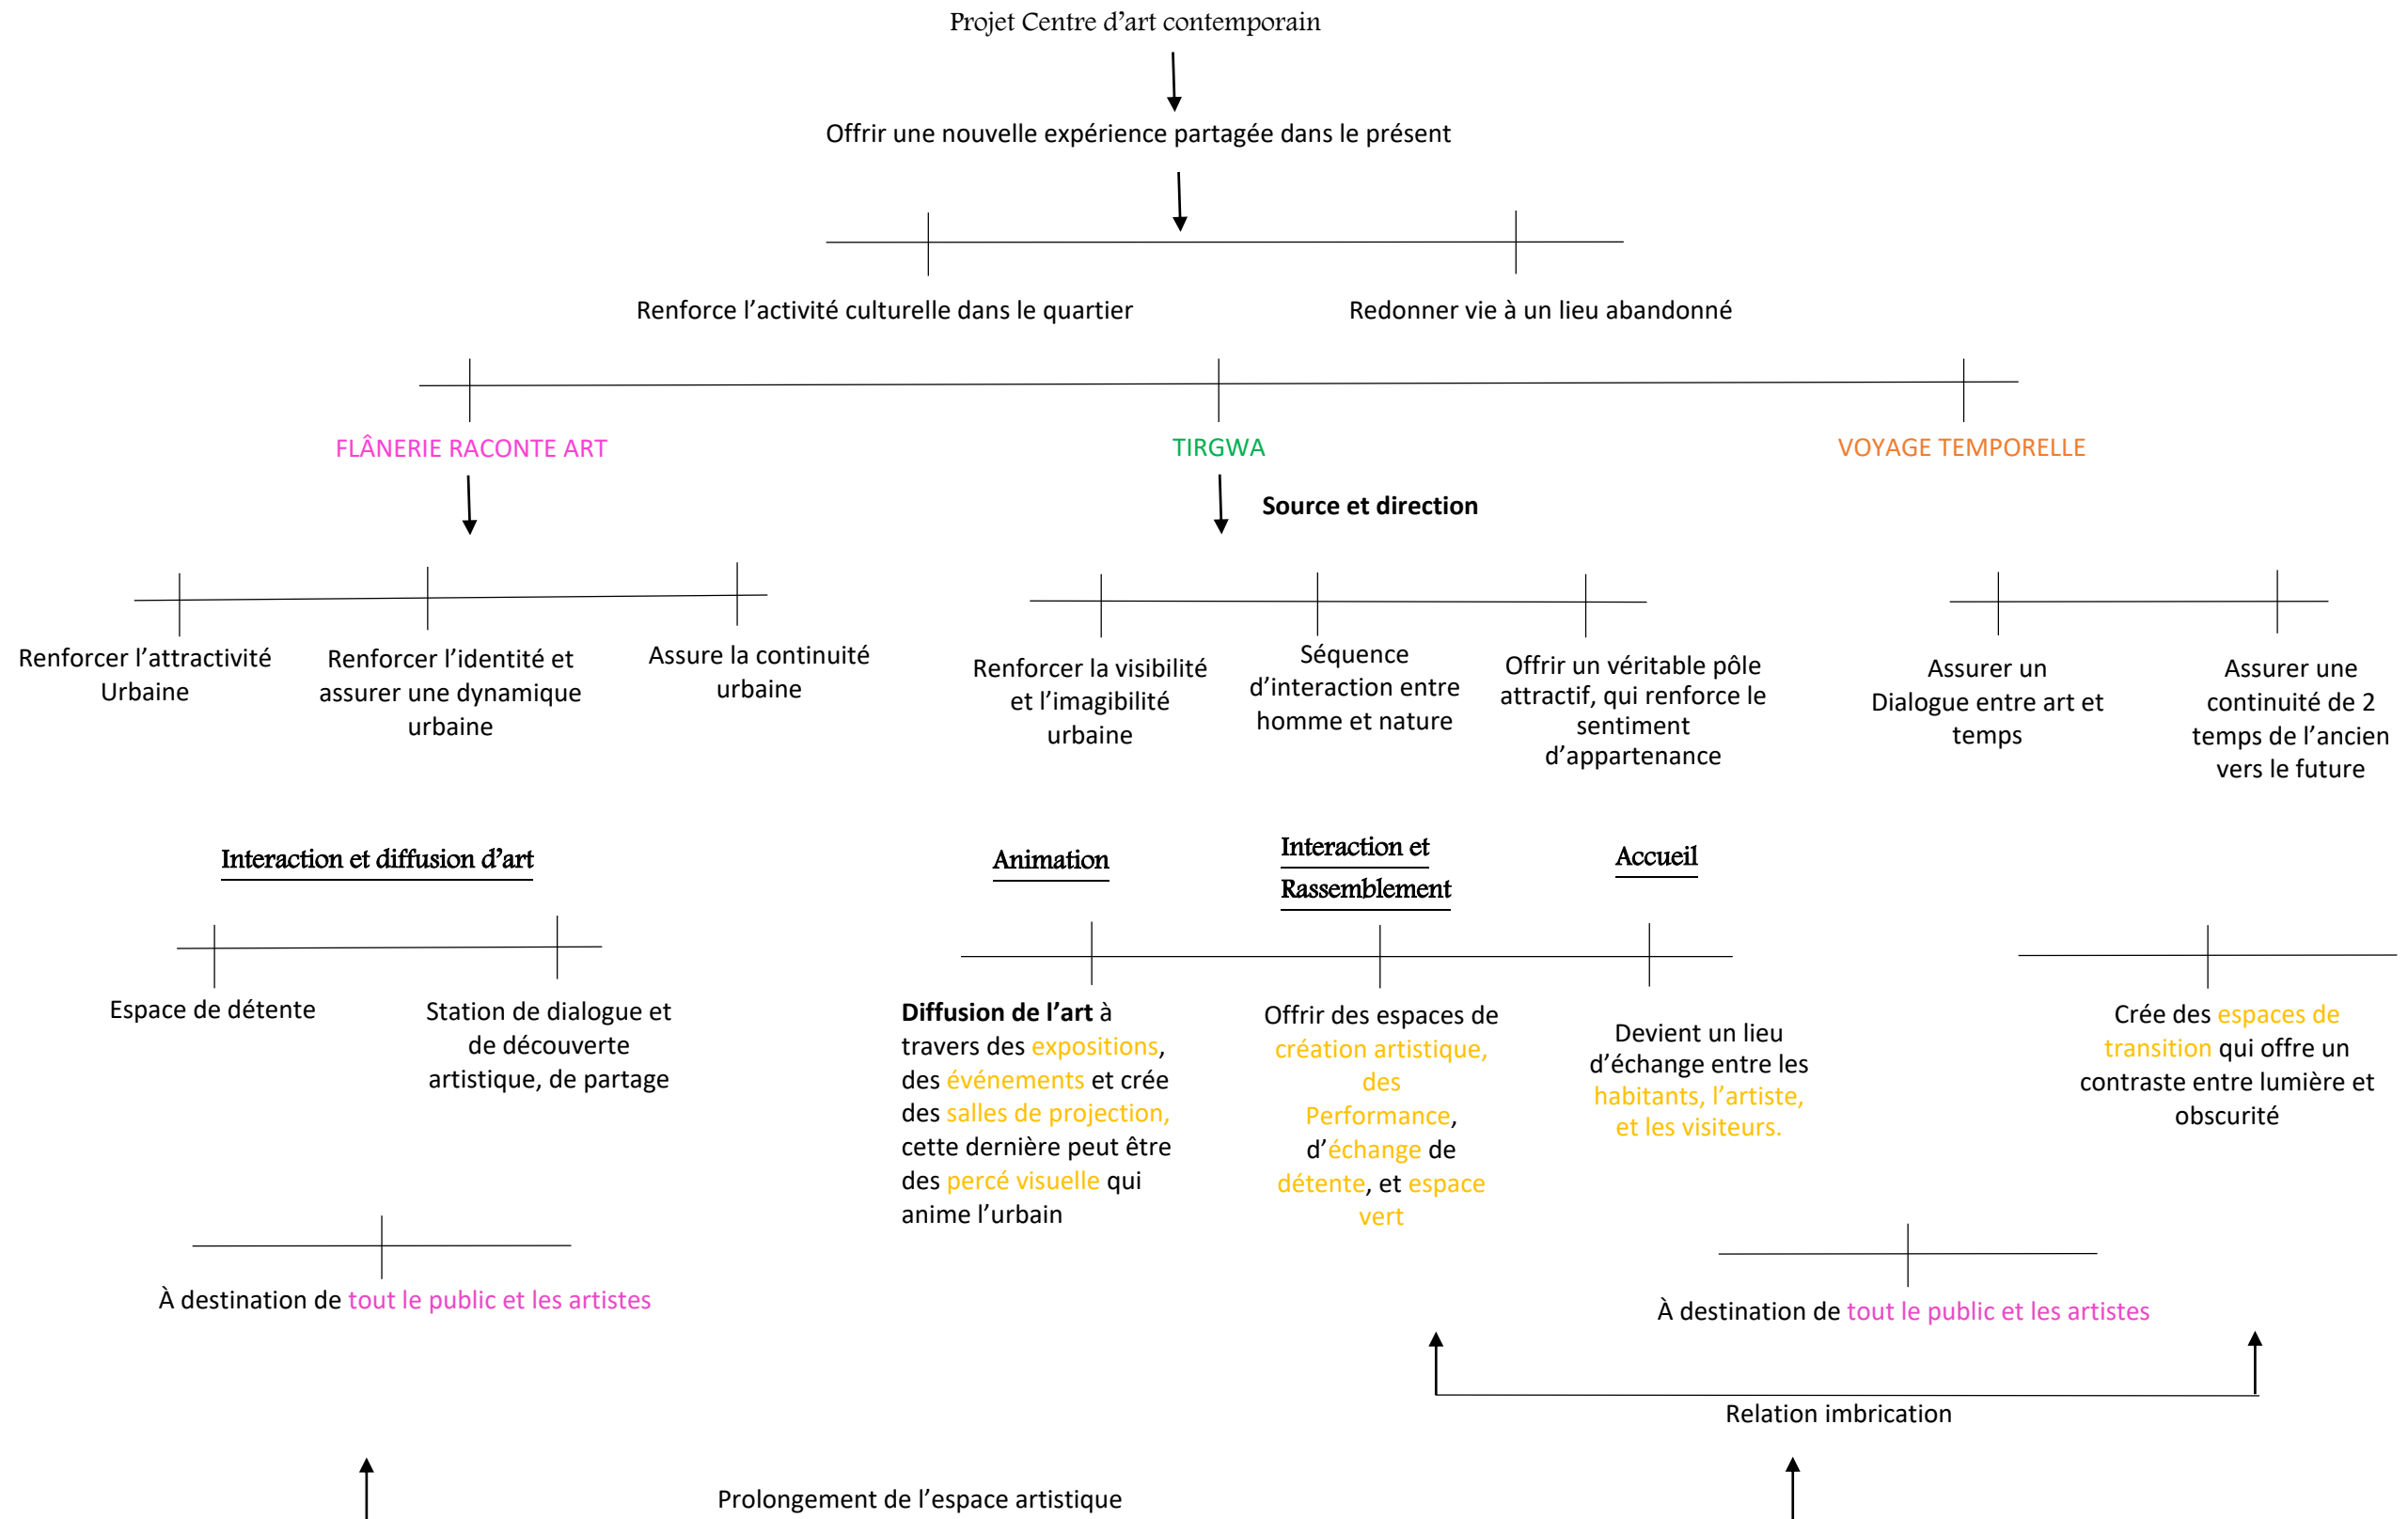 Projet Centre d’art contemporain
Offrir une nouvelle expérience partagée dans le présent
Renforce l’activité culturelle dans le quartier
Redonner vie à un lieu abandonné
FLÂNERIE RACONTE ART
TIRGWA
VOYAGE TEMPORELLE
Source et direction
Renforcer l’attractivité
Urbaine
Renforcer l’identité et
assurer une dynamique
urbaine
Assure la continuité
urbaine
Renforcer la visibilité
et l’imagibilité
urbaine
Séquence
d’interaction entre
homme et nature
Offrir un véritable pôle
attractif, qui renforce le
sentiment
d’appartenance
Assurer un
Dialogue entre art et
temps
Assurer une
continuité de 2
temps de l’ancien
vers le future
Interaction et diffusion d’art
Animation
Interaction et
Rassemblement
Accueil
Espace de détente
Station de dialogue et
de découverte
artistique, de partage
Diffusion de l’art à
travers des expositions,
des événements et crée
des salles de projection,
cette dernière peut être
des percé visuelle qui
anime l’urbain
Offrir des espaces de
création artistique,
des
Performance,
d’échange de
détente, et espace
vert
Devient un lieu
d’échange entre les
habitants, l’artiste,
et les visiteurs.
Crée des espaces de
transition qui offre un
contraste entre lumière et
obscurité
À destination de tout le public et les artistes
À destination de tout le public et les artistes
Relation imbrication
Prolongement de l’espace artistique